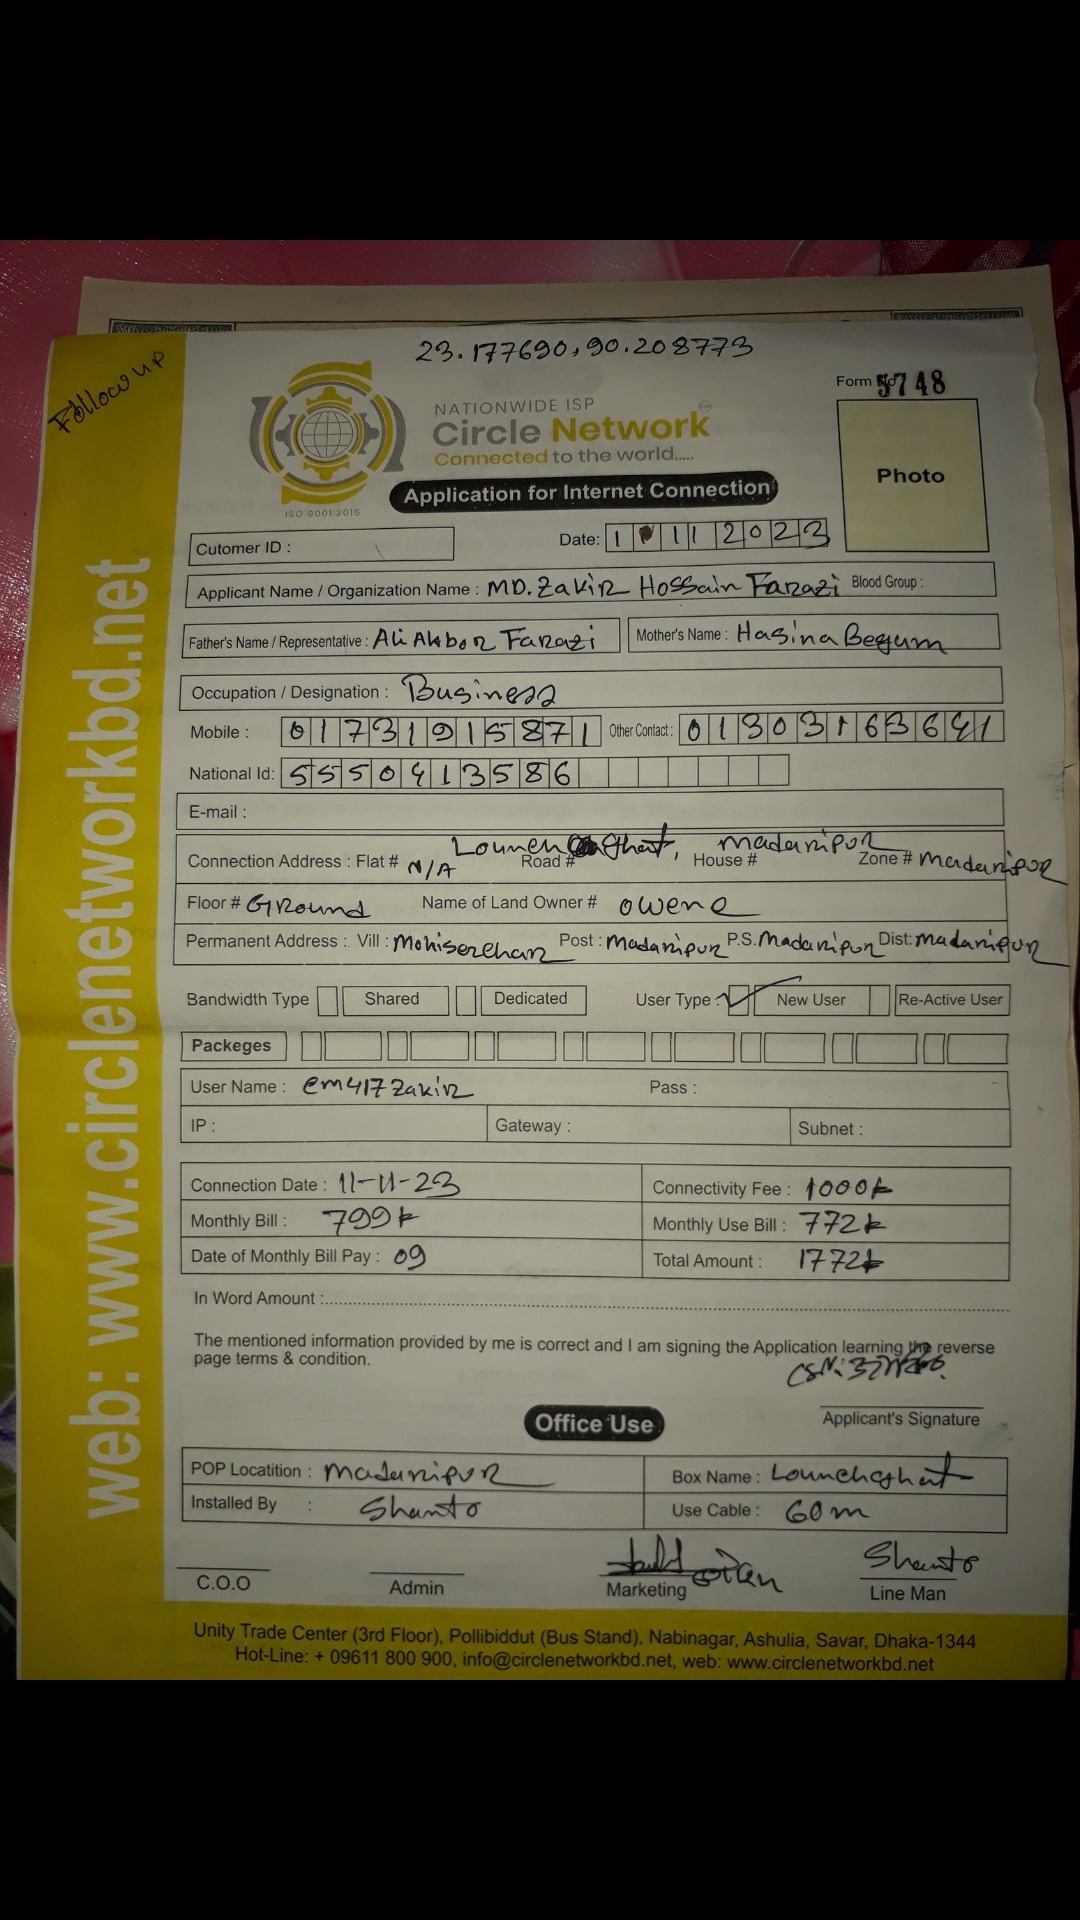 Follow up
23.177690, 90.208773
Form No 5748
NATIONWIDE ISP
Circle Network
Connected to the world.....
ISO 9001:2015
Application for Internet Connection
Photo
Cutomer ID :
Date: 1 1 1 2023
Applicant Name / Organization Name : MD. Zakir Hossain Farazi Blood Group :
Father's Name / Representative : Ali Akbor Farazi Mother's Name : Hasina Begum
Occupation / Designation : Business
Mobile : 01731915871 Other Contact : 01303163641
National Id: 5550413586
E-mail :
Lounch ghat, madaripur
Connection Address : Flat # N/A Road # House # Zone # madaripur
Floor # Ground Name of Land Owner # owene
Permanent Address :. Vill : Mohiserchar Post : Madaripur P.S. Madaripur Dist: madaripur
Bandwidth Type Shared Dedicated User Type : New User Re-Active User
Packeges
User Name : em417zakir Pass :
IP : Gateway : Subnet :
Connection Date : 11-11-23 Connectivity Fee : 1000৳
Monthly Bill : 799৳ Monthly Use Bill : 772৳
Date of Monthly Bill Pay : 09 Total Amount : 1772৳
In Word Amount :
The mentioned information provided by me is correct and I am signing the Application learning the reverse
page terms & condition.
Applicant's Signature
Office Use
POP Locatition : madaripur Box Name : Lounchghat
Installed By : Shanto Use Cable : 60m
Shanto
C.O.O Admin Marketing Line Man
Unity Trade Center (3rd Floor), Pollibiddut (Bus Stand), Nabinagar, Ashulia, Savar, Dhaka-1344
Hot-Line: + 09611 800 900, info@circlenetworkbd.net, web: www.circlenetworkbd.net
web: www.circlenetworkbd.net